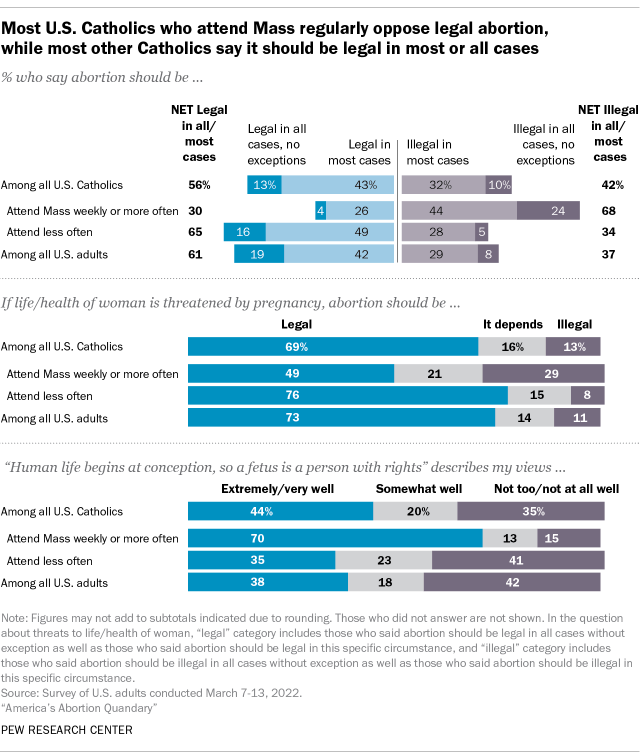 Most U.S. Catholics who attend Mass regularly oppose legal abortion,
while most other Catholics say it should be legal in most or all cases
% who say abortion should be ...
NET Legal in all/ most cases
Legal in all cases, no exceptions
Legal in most cases
Illegal in most cases
Illegal in all cases, no exceptions
NET Illegal in all/ most cases
Among all U.S. Catholics 56% 13% 43% 32% 10% 42%
Attend Mass weekly or more often 30 4 26 44 24 68
Attend less often 65 16 49 28 5 34
Among all U.S. adults 61 19 42 29 8 37
If life/health of woman is threatened by pregnancy, abortion should be ...
Legal It depends Illegal
Among all U.S. Catholics 69% 16% 13%
Attend Mass weekly or more often 49 21 29
Attend less often 76 15 8
Among all U.S. adults 73 14 11
“Human life begins at conception, so a fetus is a person with rights” describes my views ...
Extremely/very well Somewhat well Not too/not at all well
Among all U.S. Catholics 44% 20% 35%
Attend Mass weekly or more often 70 13 15
Attend less often 35 23 41
Among all U.S. adults 38 18 42
Note: Figures may not add to subtotals indicated due to rounding. Those who did not answer are not shown. In the question
about threats to life/health of woman, “legal” category includes those who said abortion should be legal in all cases without
exception as well as those who said abortion should be legal in this specific circumstance, and “illegal” category includes
those who said abortion should be illegal in all cases without exception as well as those who said abortion should be illegal in
this specific circumstance.
Source: Survey of U.S. adults conducted March 7-13, 2022.
“America’s Abortion Quandary”
PEW RESEARCH CENTER